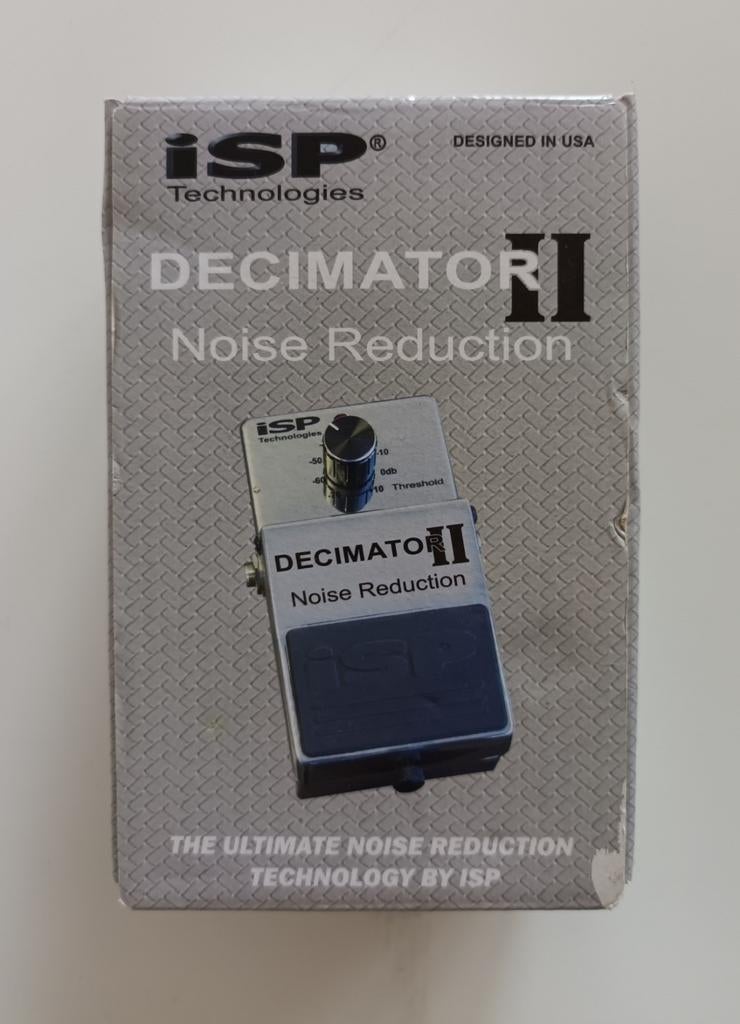 iSP®
Technologies
DESIGNED IN USA
DECIMATOR II
Noise Reduction
iSP
Technologies
-10
-50
0db
-60
+10
Threshold
DECIMATOR II
Noise Reduction
iSP
THE ULTIMATE NOISE REDUCTION
TECHNOLOGY BY ISP